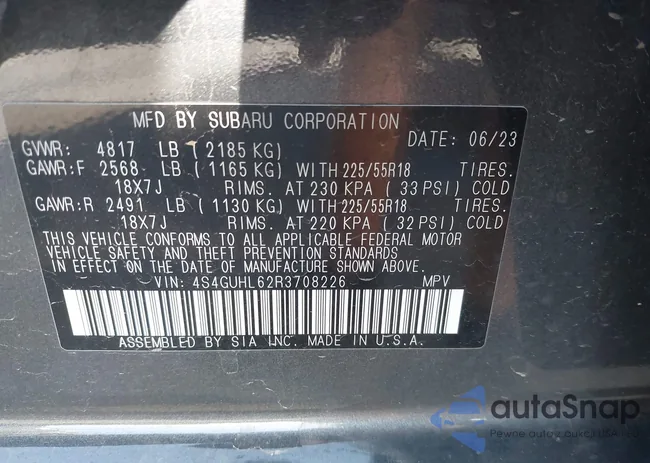 MFD BY SUBARU CORPORATION
DATE: 06/23
GVWR: 4817 LB (2185 KG)
GAWR:F 2568 LB (1165 KG) WITH 225/55R18 TIRES.
18X7J RIMS. AT 230 KPA (33 PSI) COLD
GAWR:R 2491 LB (1130 KG) WITH 225/55R18 TIRES.
18X7J RIMS. AT 220 KPA (32 PSI) COLD
THIS VEHICLE CONFORMS TO ALL APPLICABLE FEDERAL MOTOR
VEHICLE SAFETY AND THEFT PREVENTION STANDARDS
IN EFFECT ON THE DATE OF MANUFACTURE SHOWN ABOVE.
VIN: 4S4GUHL62R3708226 MPV
ASSEMBLED BY SIA INC. MADE IN U.S.A.
autoSnap
Pewne auto z aukcji